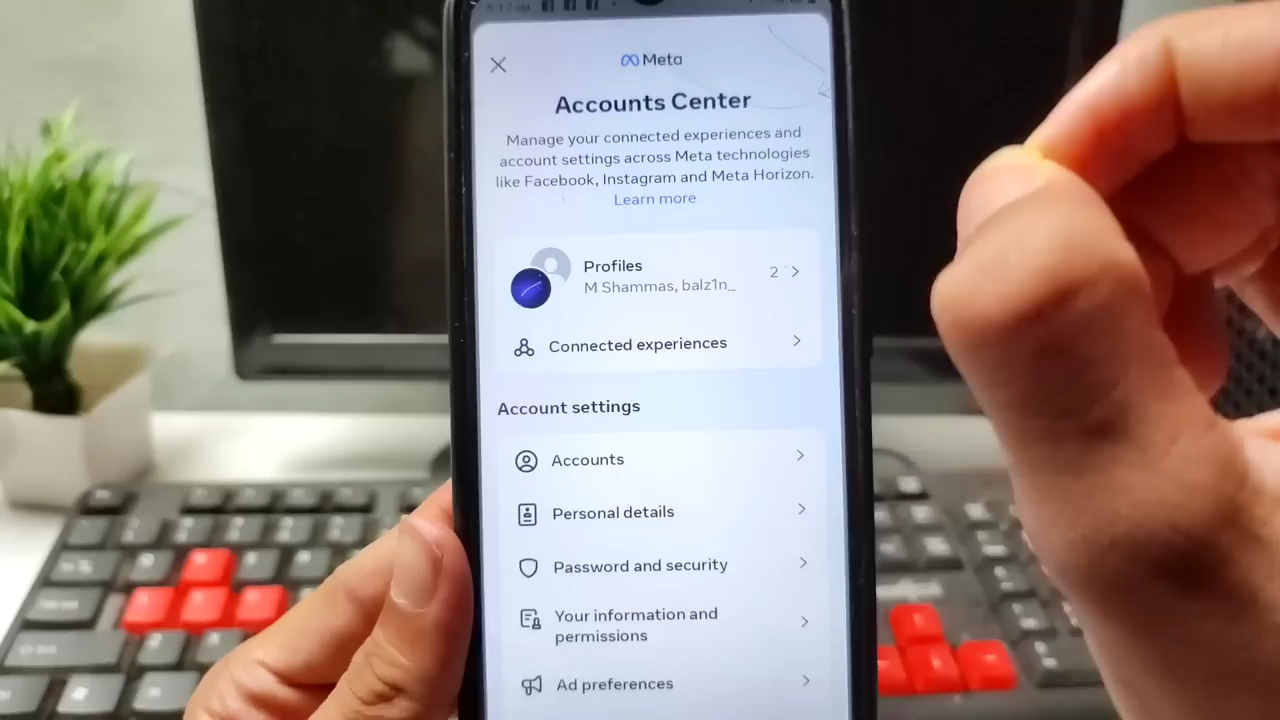 Meta
Accounts Center
Manage your connected experiences and
account settings across Meta technologies
like Facebook, Instagram and Meta Horizon.
Learn more
Profiles
2
M Shammas, balz1n_
Connected experiences
Account settings
Accounts
Personal details
Password and security
Your information and
permissions
Ad preferences